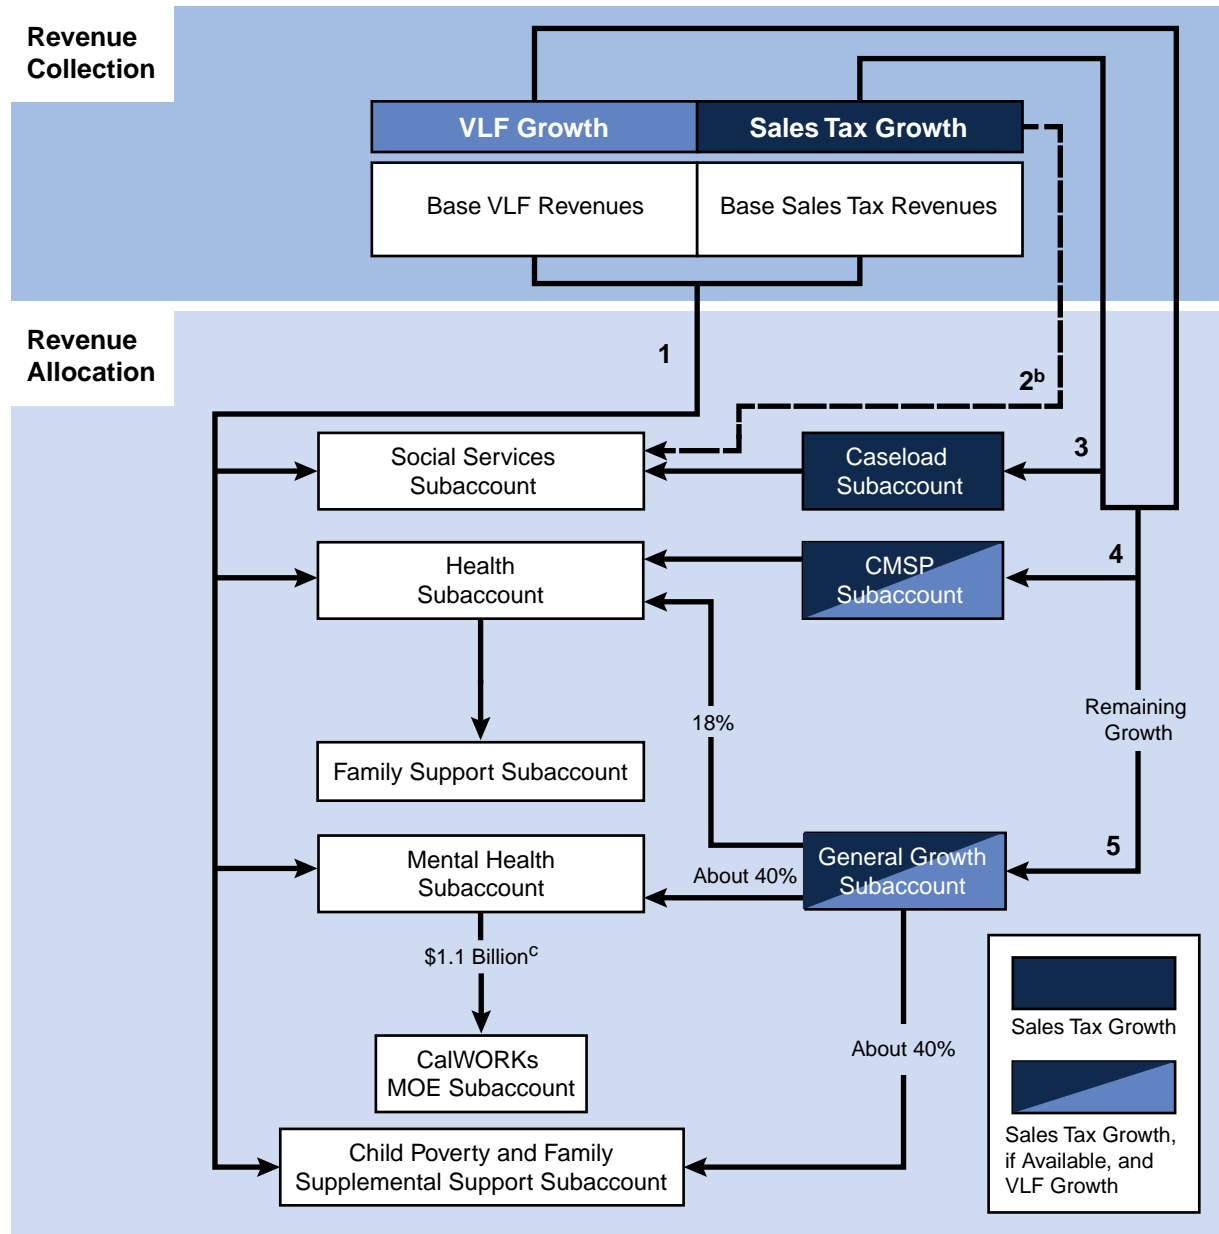 Revenue
Collection
VLF Growth
Sales Tax Growth
Base VLF Revenues
Base Sales Tax Revenues
Revenue
Allocation
1
2b
Social Services
Subaccount
Caseload
Subaccount
3
Health
Subaccount
CMSP
Subaccount
4
18%
Remaining
Growth
Family Support Subaccount
Mental Health
Subaccount
About 40%
General Growth
Subaccount
5
$1.1 Billionc
About 40%
CalWORKs
MOE Subaccount
Child Poverty and Family
Supplemental Support Subaccount
Sales Tax Growth
Sales Tax Growth,
if Available, and
VLF Growth